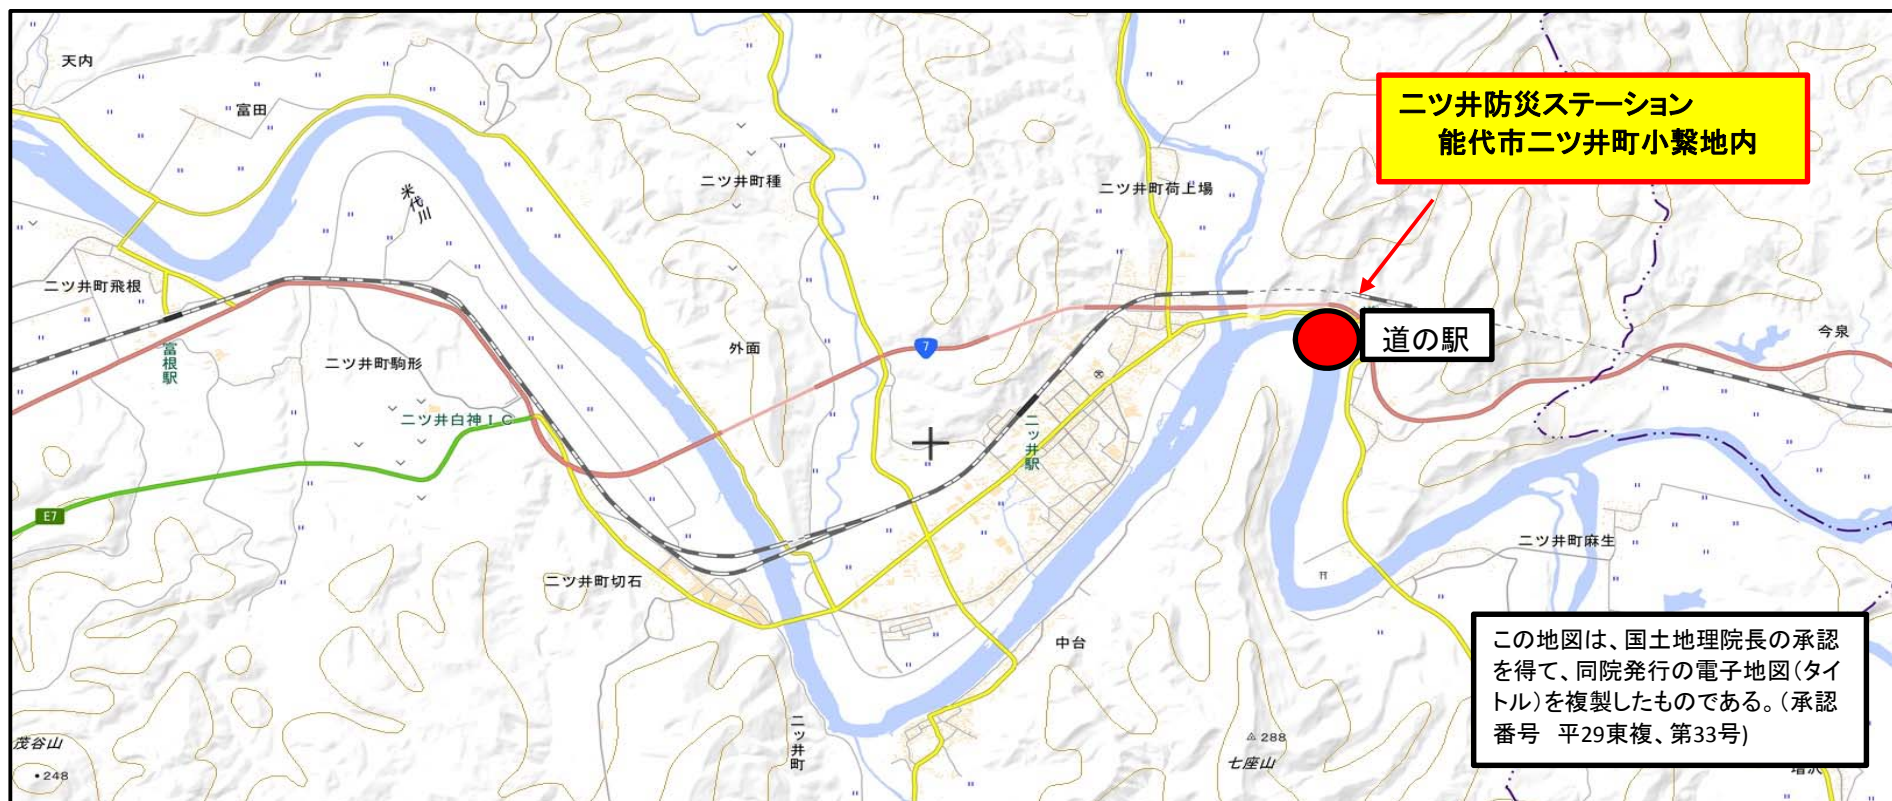 天内
富田
米代川
二ツ井町種
二ツ井町荷上場
二ツ井防災ステーション
能代市二ツ井町小繋地内
二ツ井町飛根
富根駅
二ツ井町駒形
外面
7
道の駅
今泉
二ツ井白神IC
二ツ井駅
E7
二ツ井町切石
二ツ井町麻生
中台
二ツ井町
この地図は、国土地理院長の承認
を得て、同院発行の電子地図(タイ
トル)を複製したものである。(承認
番号 平29東複、第33号)
茂谷山
248
288
七座山